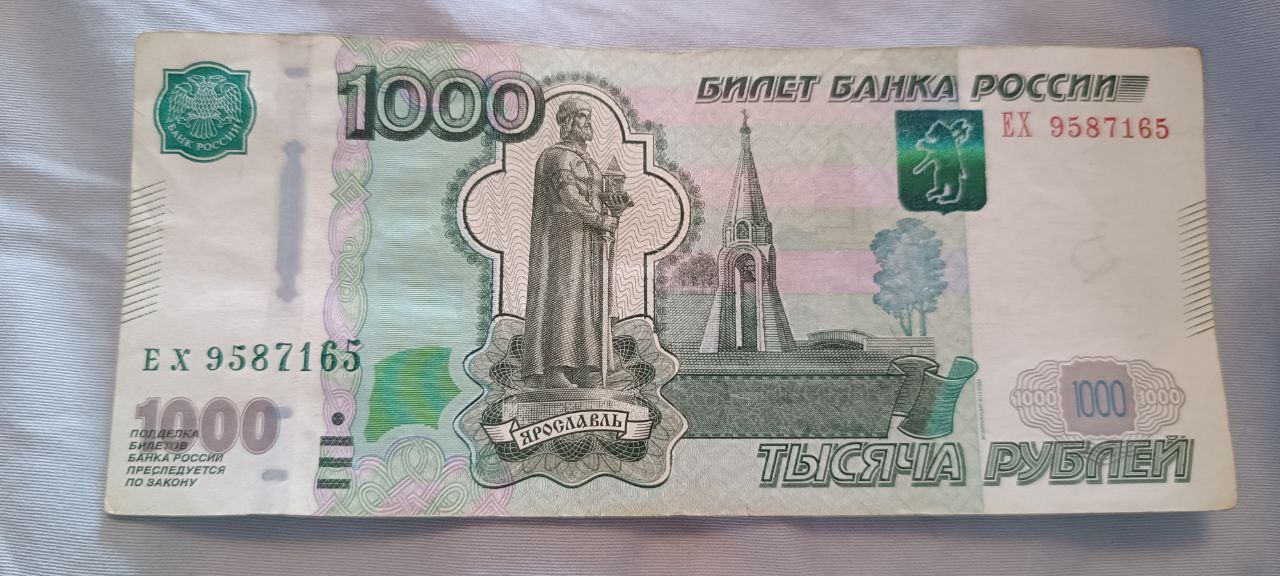 БАНК РОССИИ
1000
БИЛЕТ БАНКА РОССИИ
ЕХ 9587165
ЕХ 9587165
1000
ПОДДЕЛКА
БИЛЕТОВ
БАНКА РОССИИ
ПРЕСЛЕДУЕТСЯ
ПО ЗАКОНУ
ЯРОСЛАВЛЬ
1000 1000 1000
ТЫСЯЧА РУБЛЕЙ